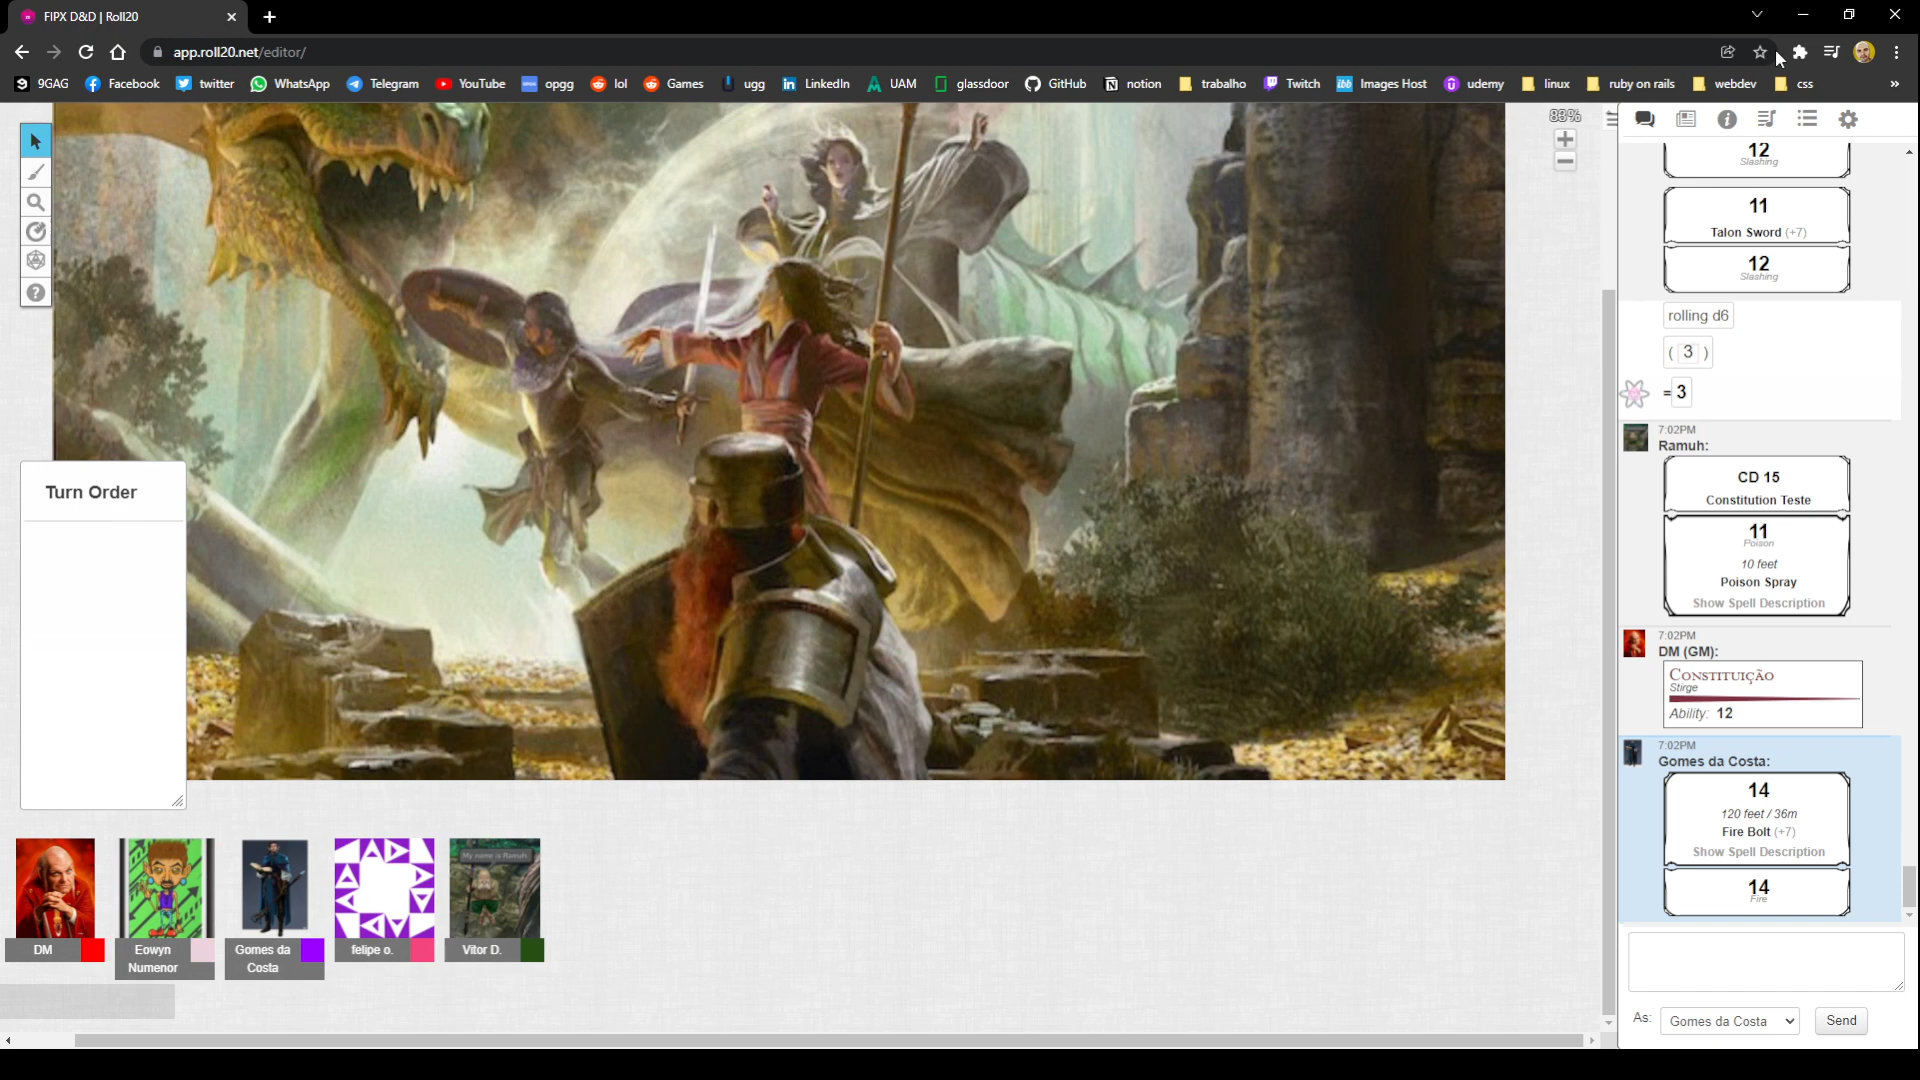 FIPX D&D | Roll20
app.roll20.net/editor/
9GAG Facebook twitter WhatsApp Telegram YouTube opgg lol Games ugg LinkedIn UAM glassdoor GitHub notion trabalho Twitch Images Host udemy linux ruby on rails webdev css »
83%
12
Slashing
11
Talon Sword (+7)
12
Slashing
rolling d6
( 3 )
=3
7:02PM
Ramuh:
CD 15
Constitution Teste
11
Poison
10 feet
Poison Spray
Show Spell Description
7:02PM
DM (GM):
Constituição
Stirge
Ability: 12
7:02PM
Gomes da Costa:
14
120 feet / 36m
Fire Bolt (+7)
Show Spell Description
14
Fire
As: Gomes da Costa Send
Turn Order
My name is Ramuh
DM
Eowyn
Numenor
Gomes da
Costa
felipe o.
Vitor D.